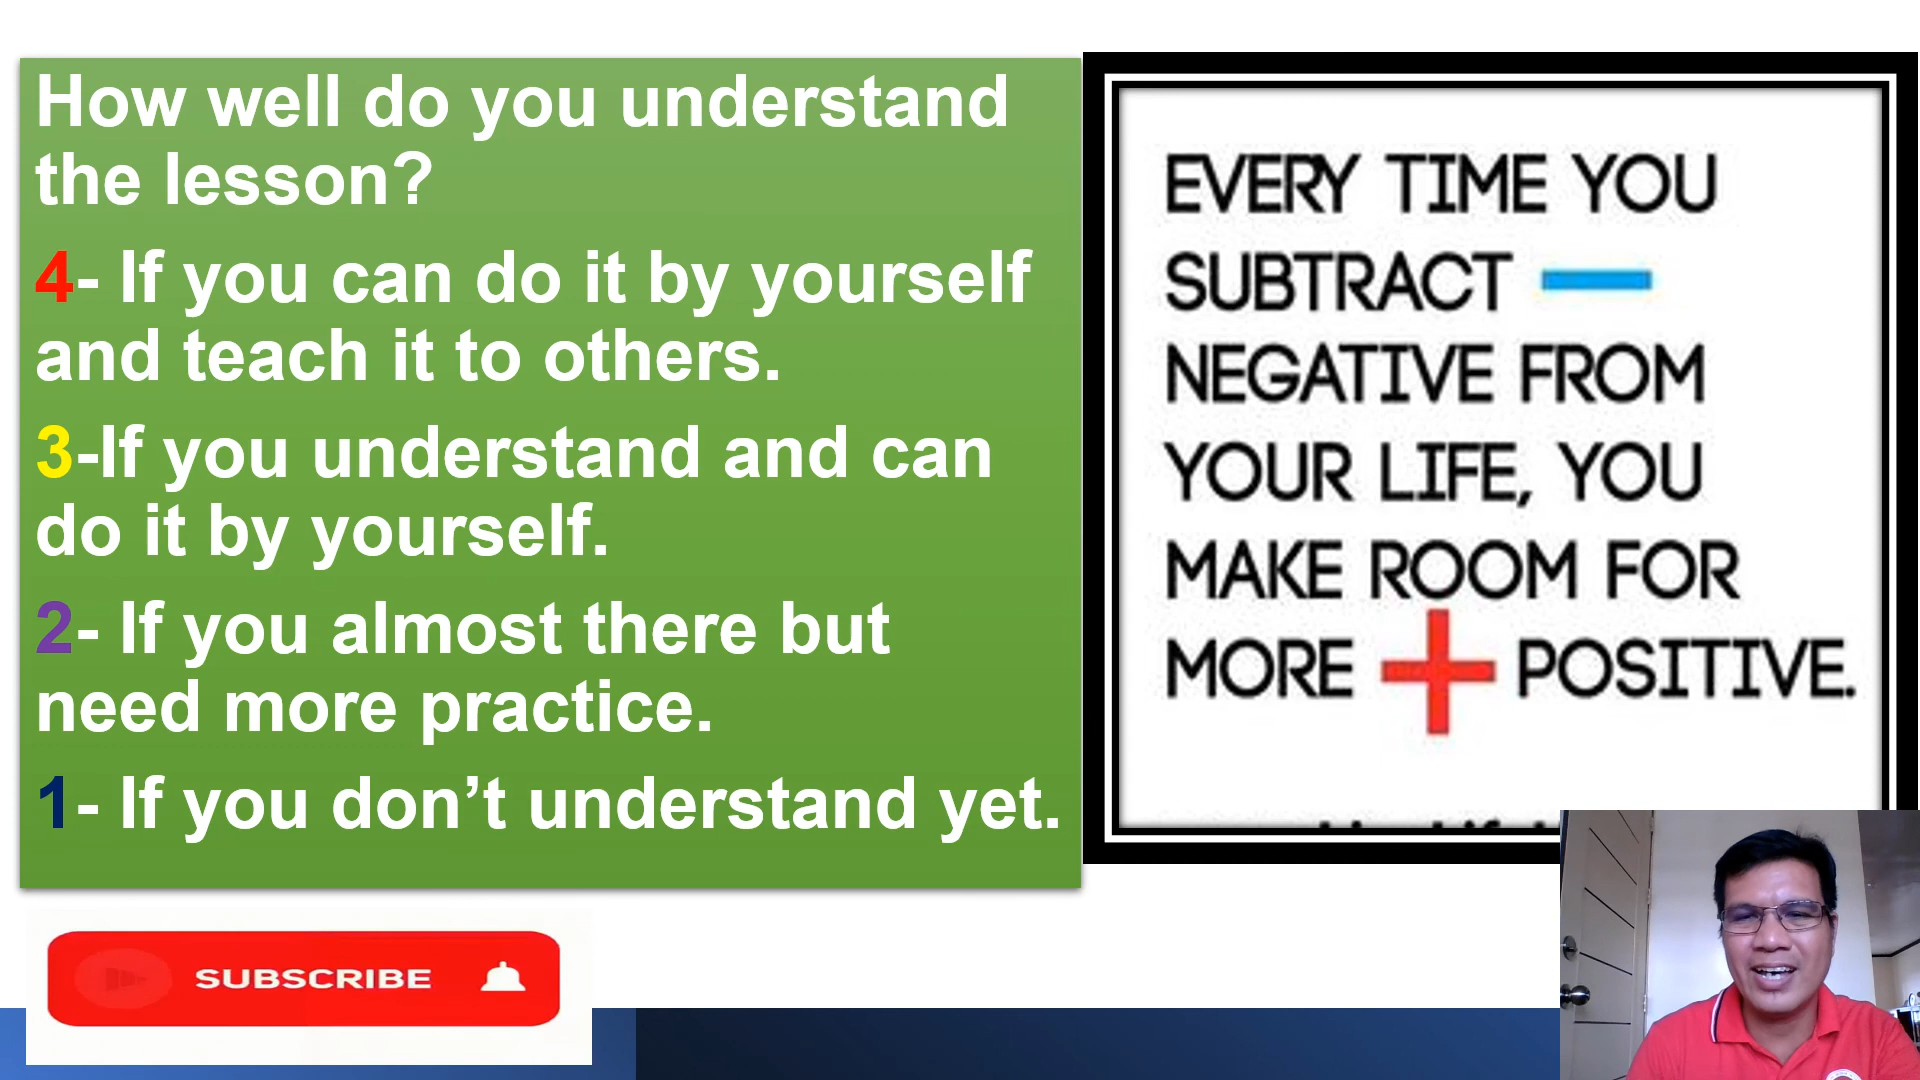 How well do you understand
the lesson?
4- If you can do it by yourself
and teach it to others.
3-If you understand and can
do it by yourself.
2- If you almost there but
need more practice.
1- If you don’t understand yet.
EVERY TIME YOU
SUBTRACT
NEGATIVE FROM
YOUR LIFE, YOU
MAKE ROOM FOR
MORE + POSITIVE.
SUBSCRIBE